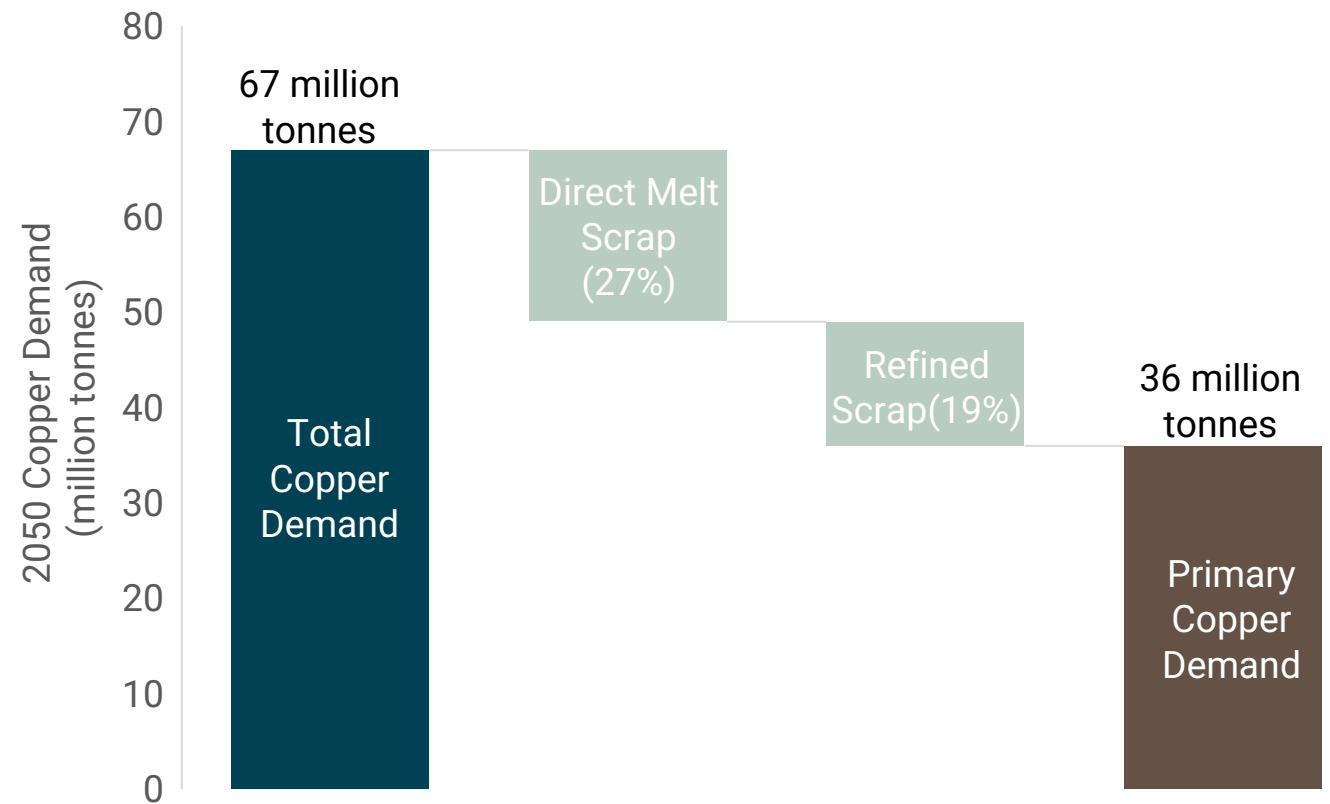 2050 Copper Demand
(million tonnes)
80
70
60
50
40
30
20
10
0
67 million
tonnes
Total
Copper
Demand
Direct Melt
Scrap
(27%)
Refined
Scrap(19%)
36 million
tonnes
Primary
Copper
Demand